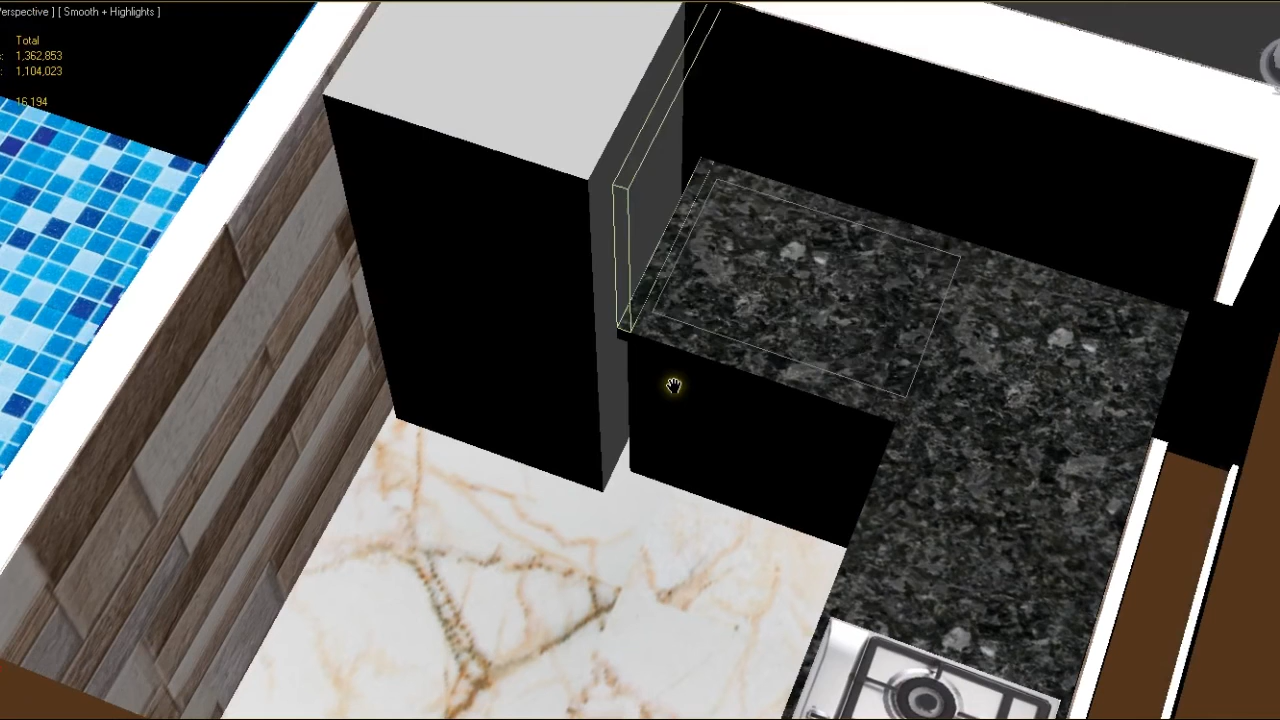 erspective ] [ Smooth + Highlights ]
Total
: 1,362,853
: 1,104,023
16,194